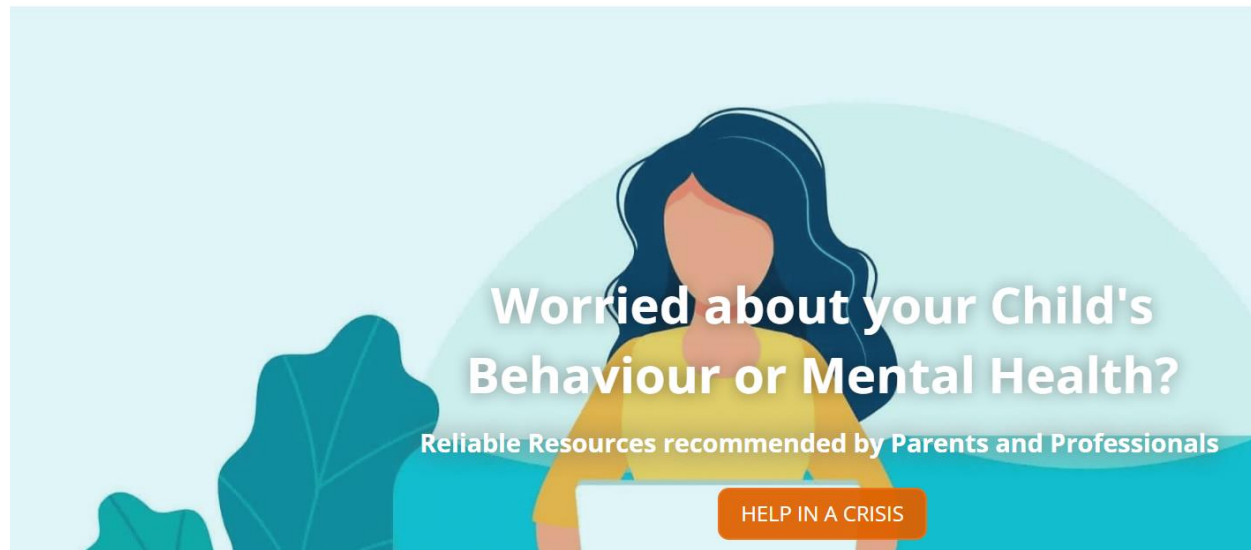 Worried about your Child's
Behaviour or Mental Health?
Reliable Resources recommended by Parents and Professionals
HELP IN A CRISIS